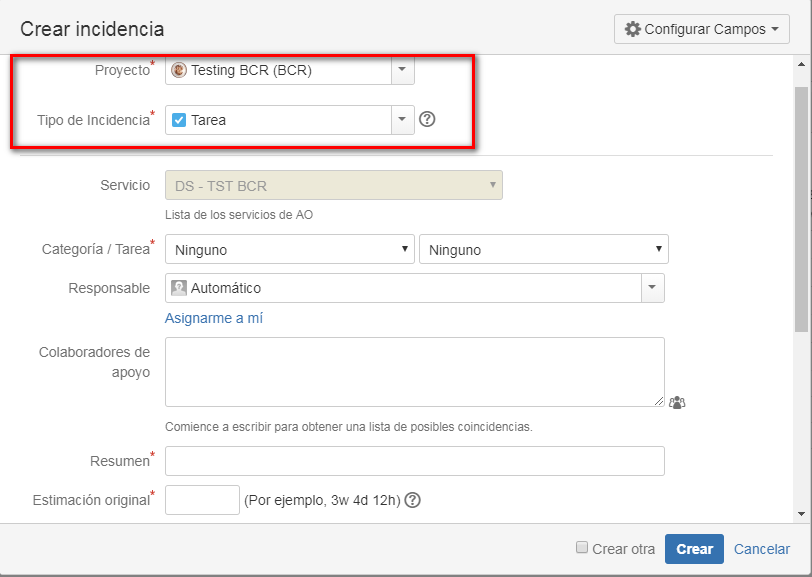 Crear incidencia
Configurar Campos
Proyecto* Testing BCR (BCR)
Tipo de Incidencia* Tarea
Servicio DS - TST BCR
Lista de los servicios de AO
Categoría / Tarea* Ninguno Ninguno
Responsable Automático
Asignarme a mí
Colaboradores de
apoyo
Comience a escribir para obtener una lista de posibles coincidencias.
Resumen*
Estimación original* (Por ejemplo, 3w 4d 12h)
Crear otra Crear Cancelar